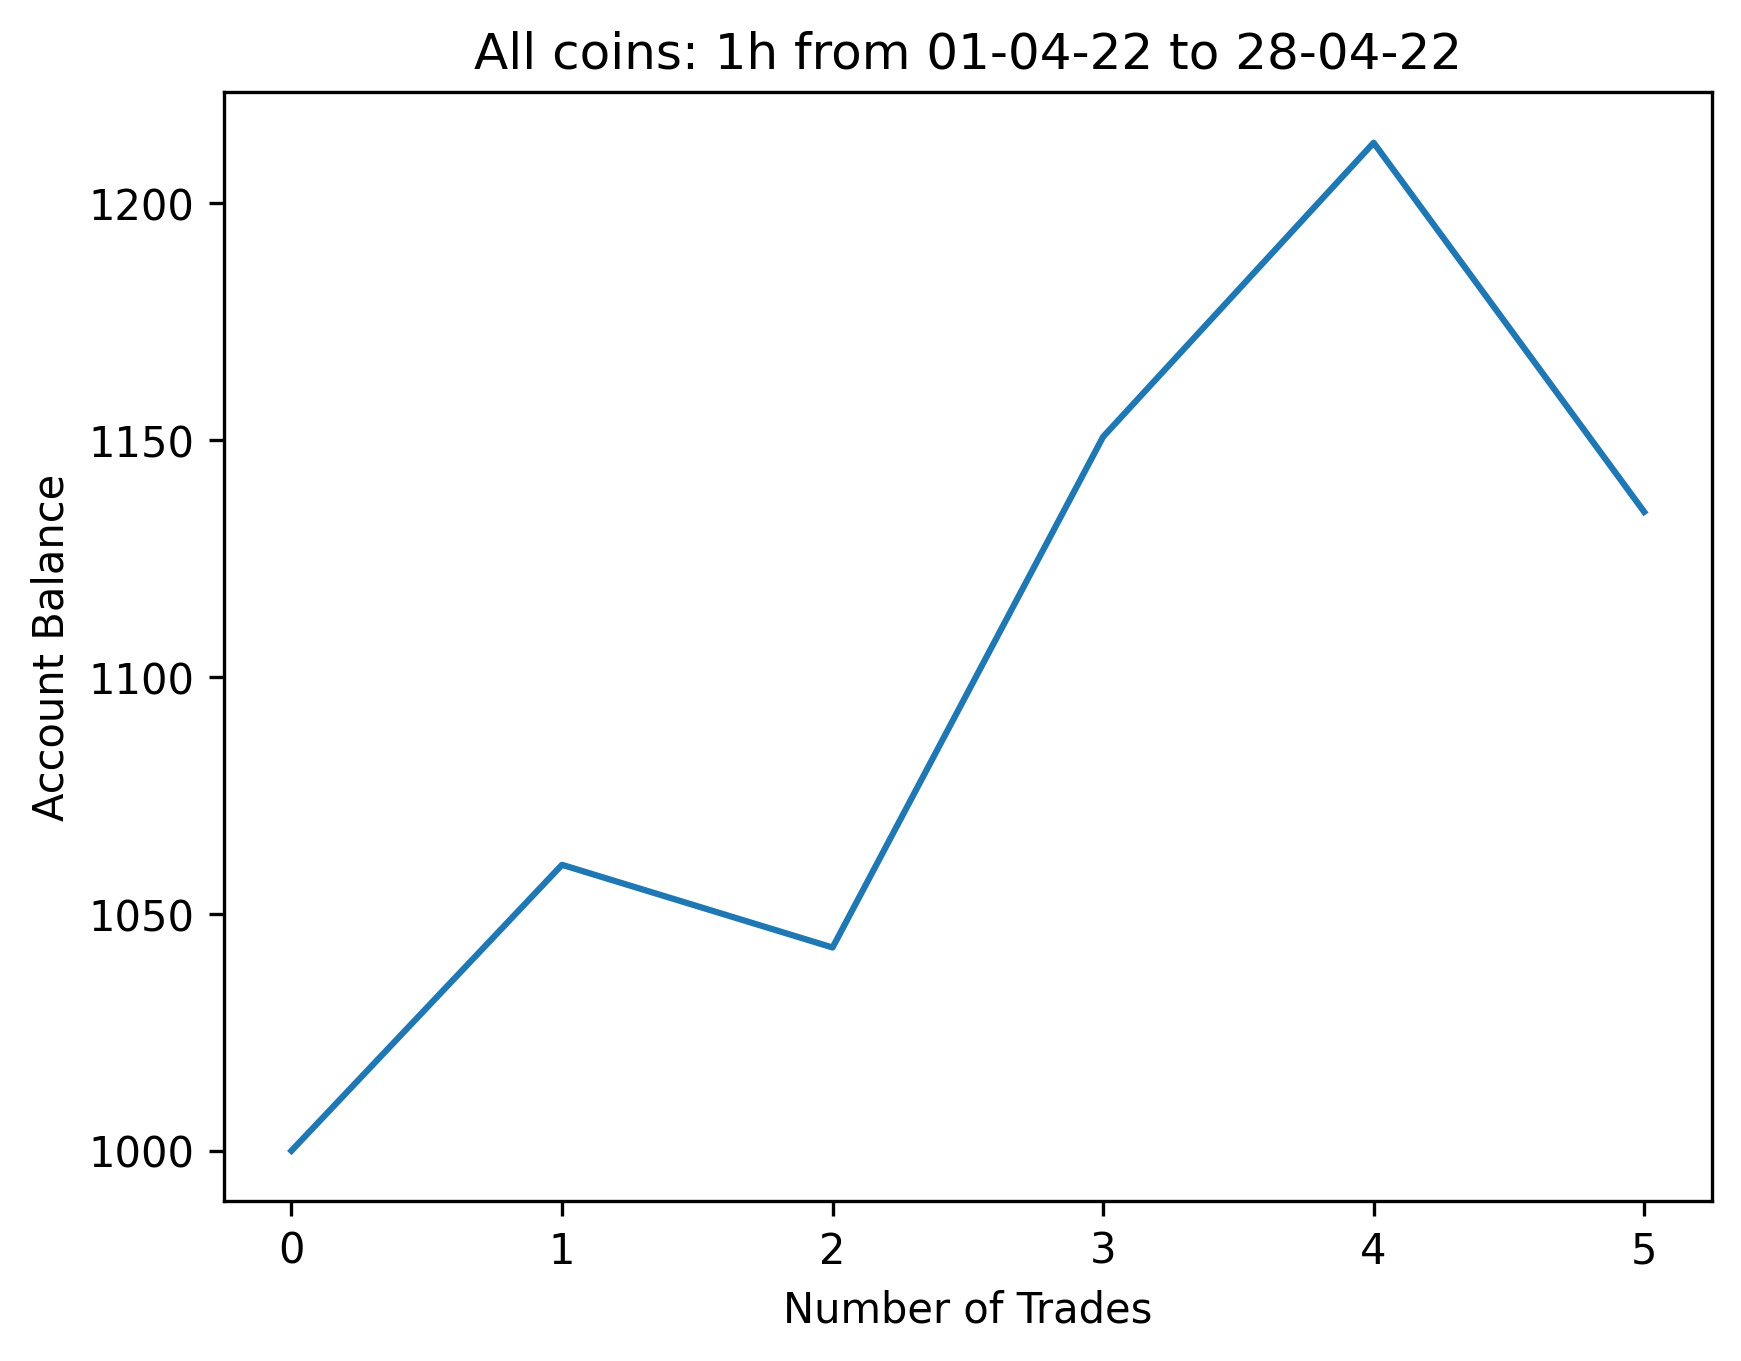 All coins: 1h from 01-04-22 to 28-04-22
1200
1150
1100
1050
1000
Account Balance
0 1 2 3 4 5
Number of Trades